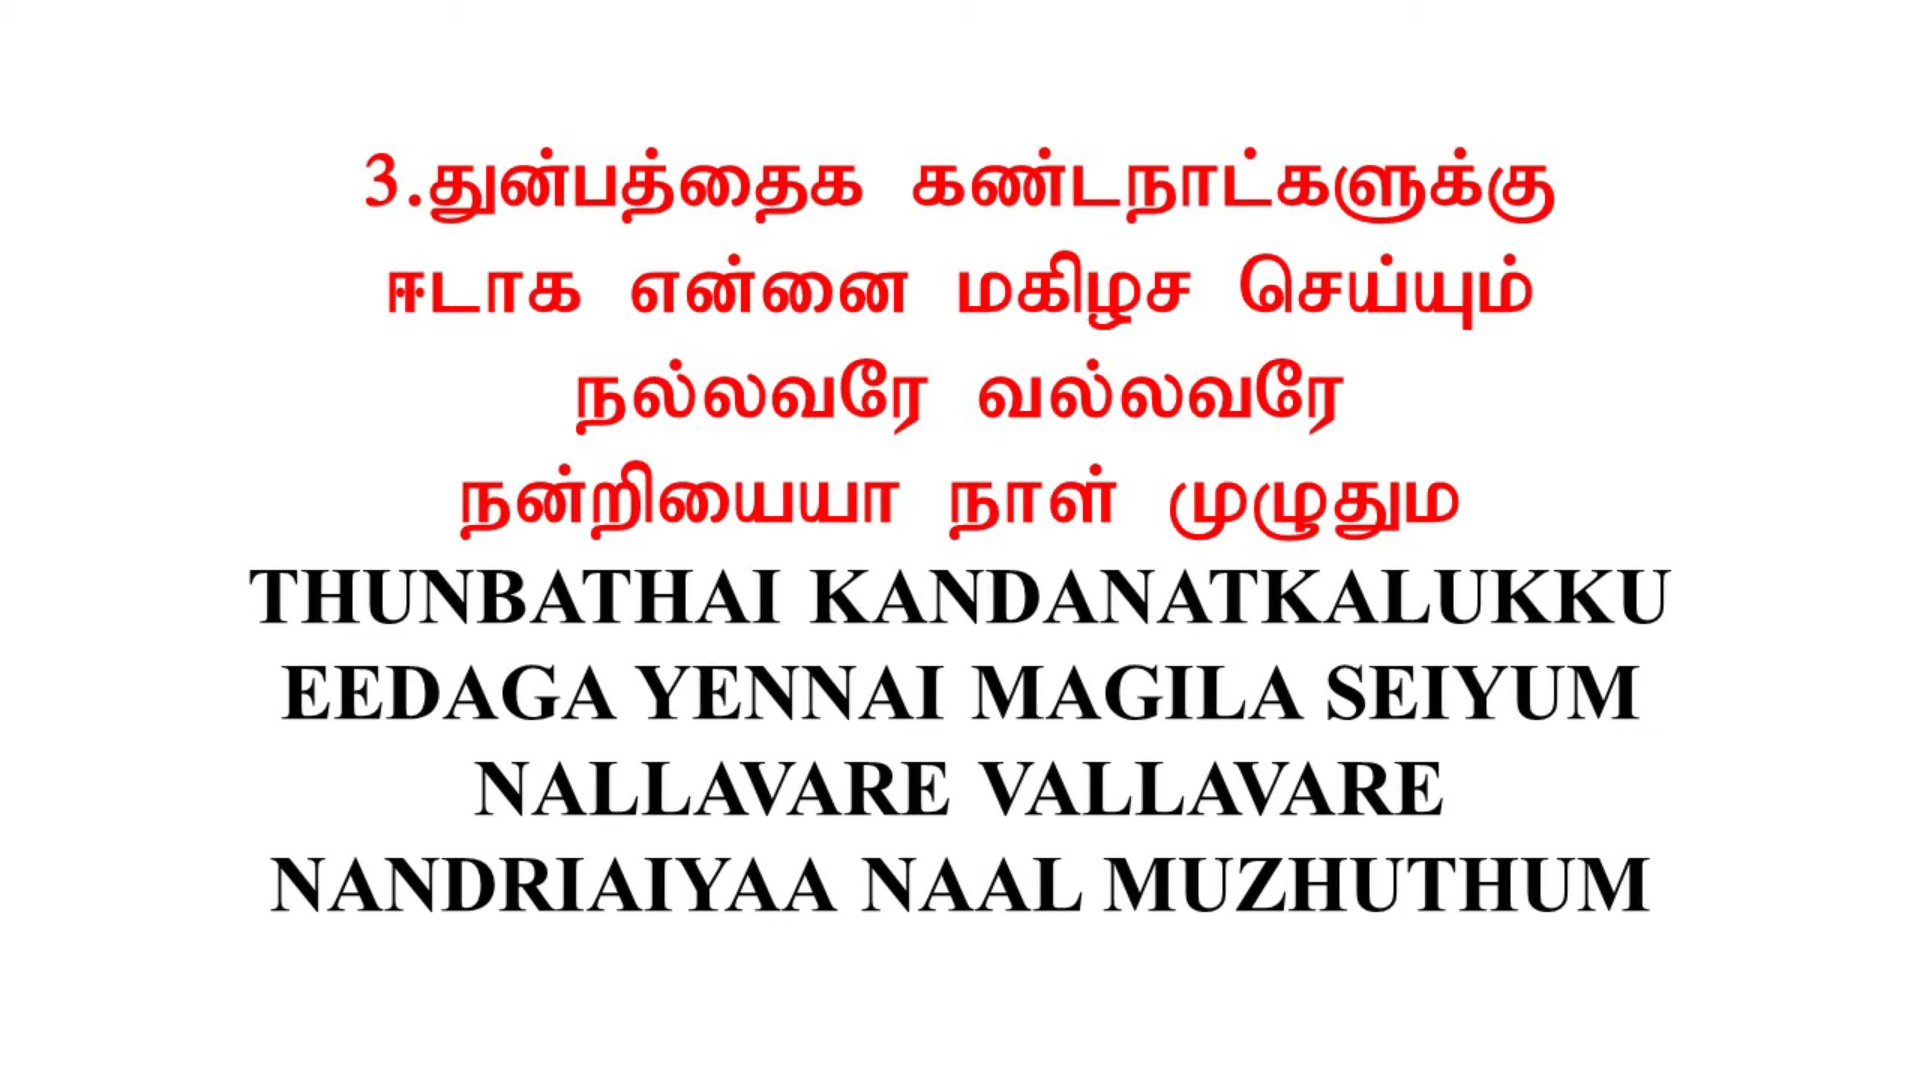 3.துன்பத்தைக கண்டநாட்களுக்கு
ஈடாக என்னை மகிழச செய்யும்
நல்லவரே வல்லவரே
நன்றியையா நாள் முழுதும
THUNBATHAI KANDANATKALUKKU
EEDAGA YENNAI MAGILA SEIYUM
NALLAVARE VALLAVARE
NANDRIAIYAA NAAL MUZHUTHUM